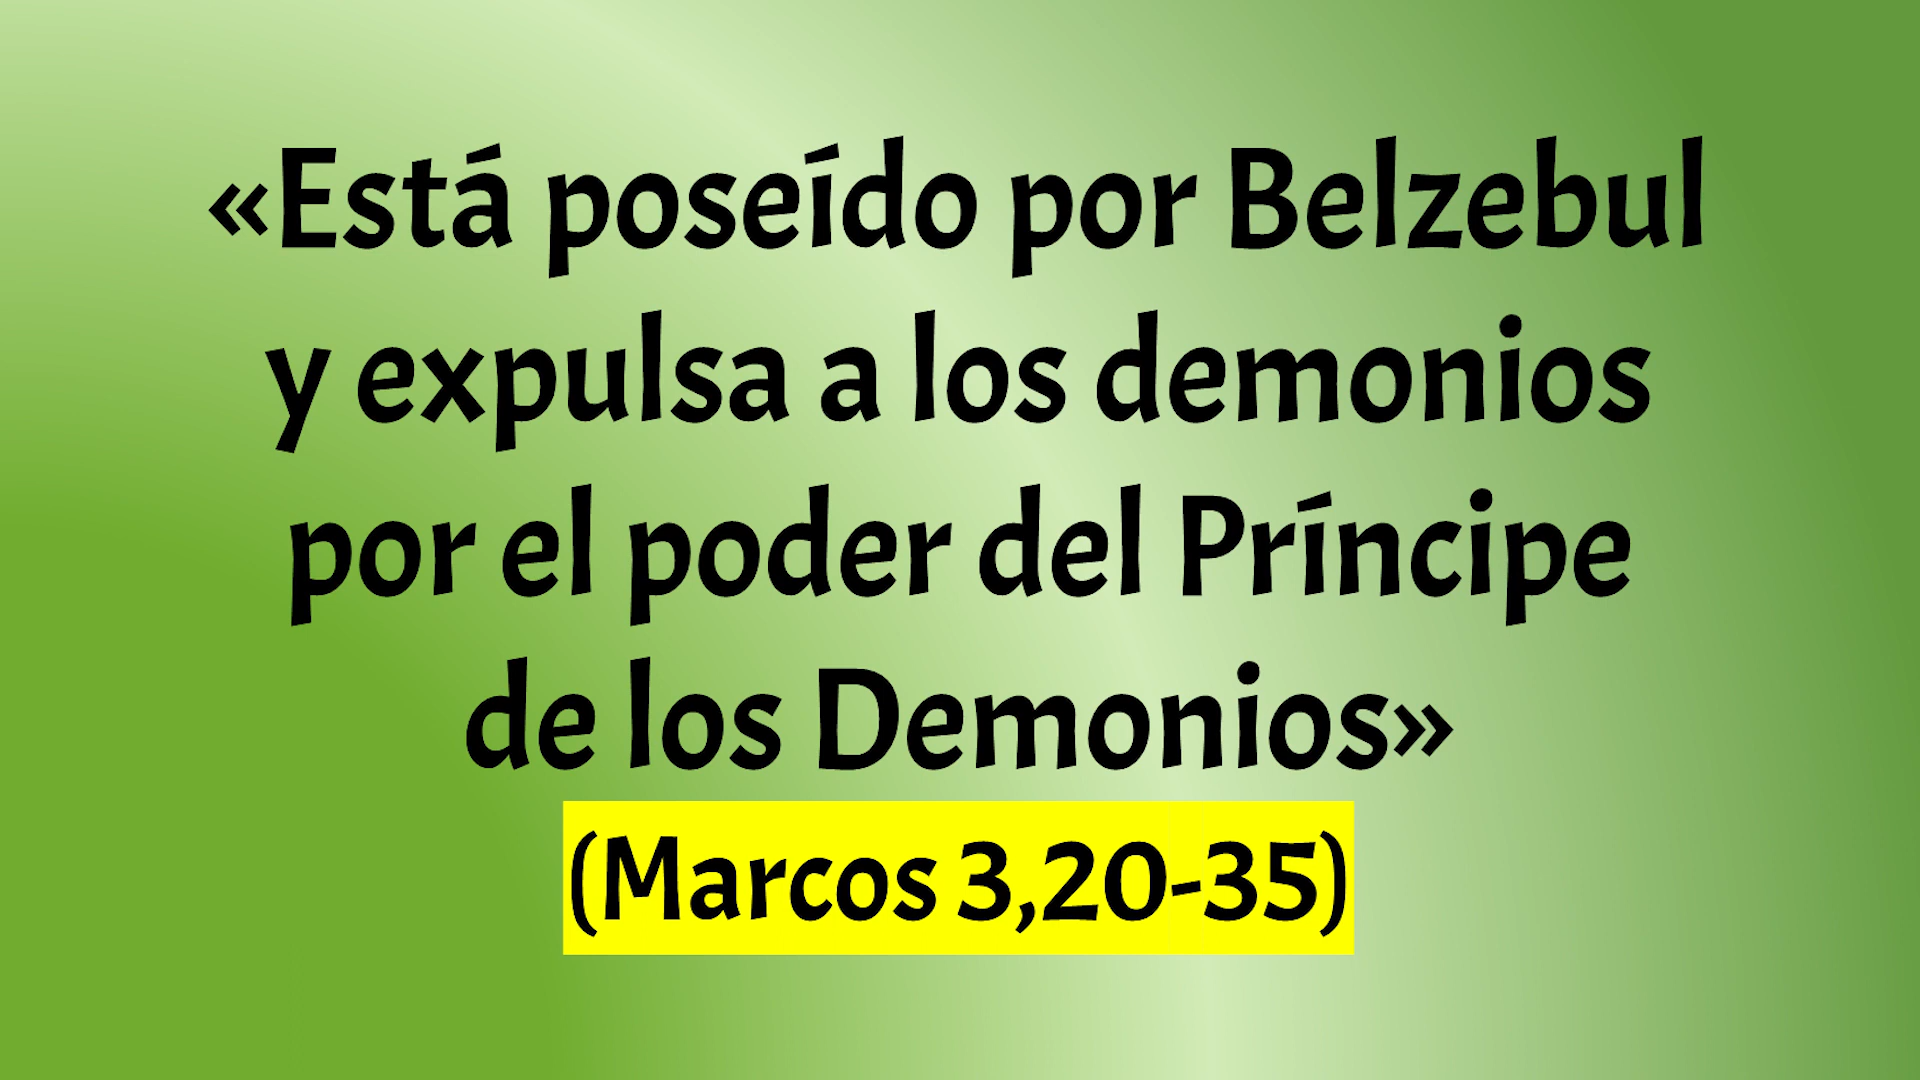 «Está poseído por Belzebul
y expulsa a los demonios
por el poder del Príncipe
de los Demonios»
(Marcos 3,20-35)